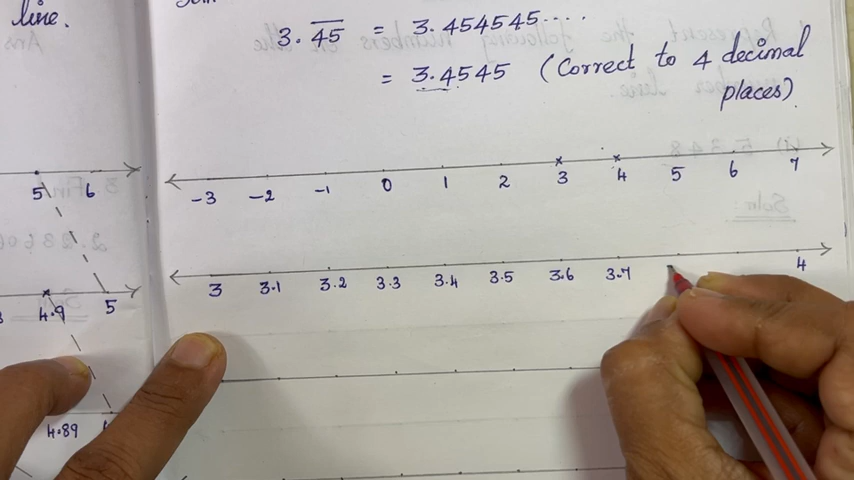 line.
3.4̅5̅ = 3.454545....
= 3.4545 (Correct to 4 decimal
places).
-3 -2 -1 0 1 2 3 4 5 6 7
5 6
3 3.1 3.2 3.3 3.4 3.5 3.6 3.7 4
4.9 5
4.89